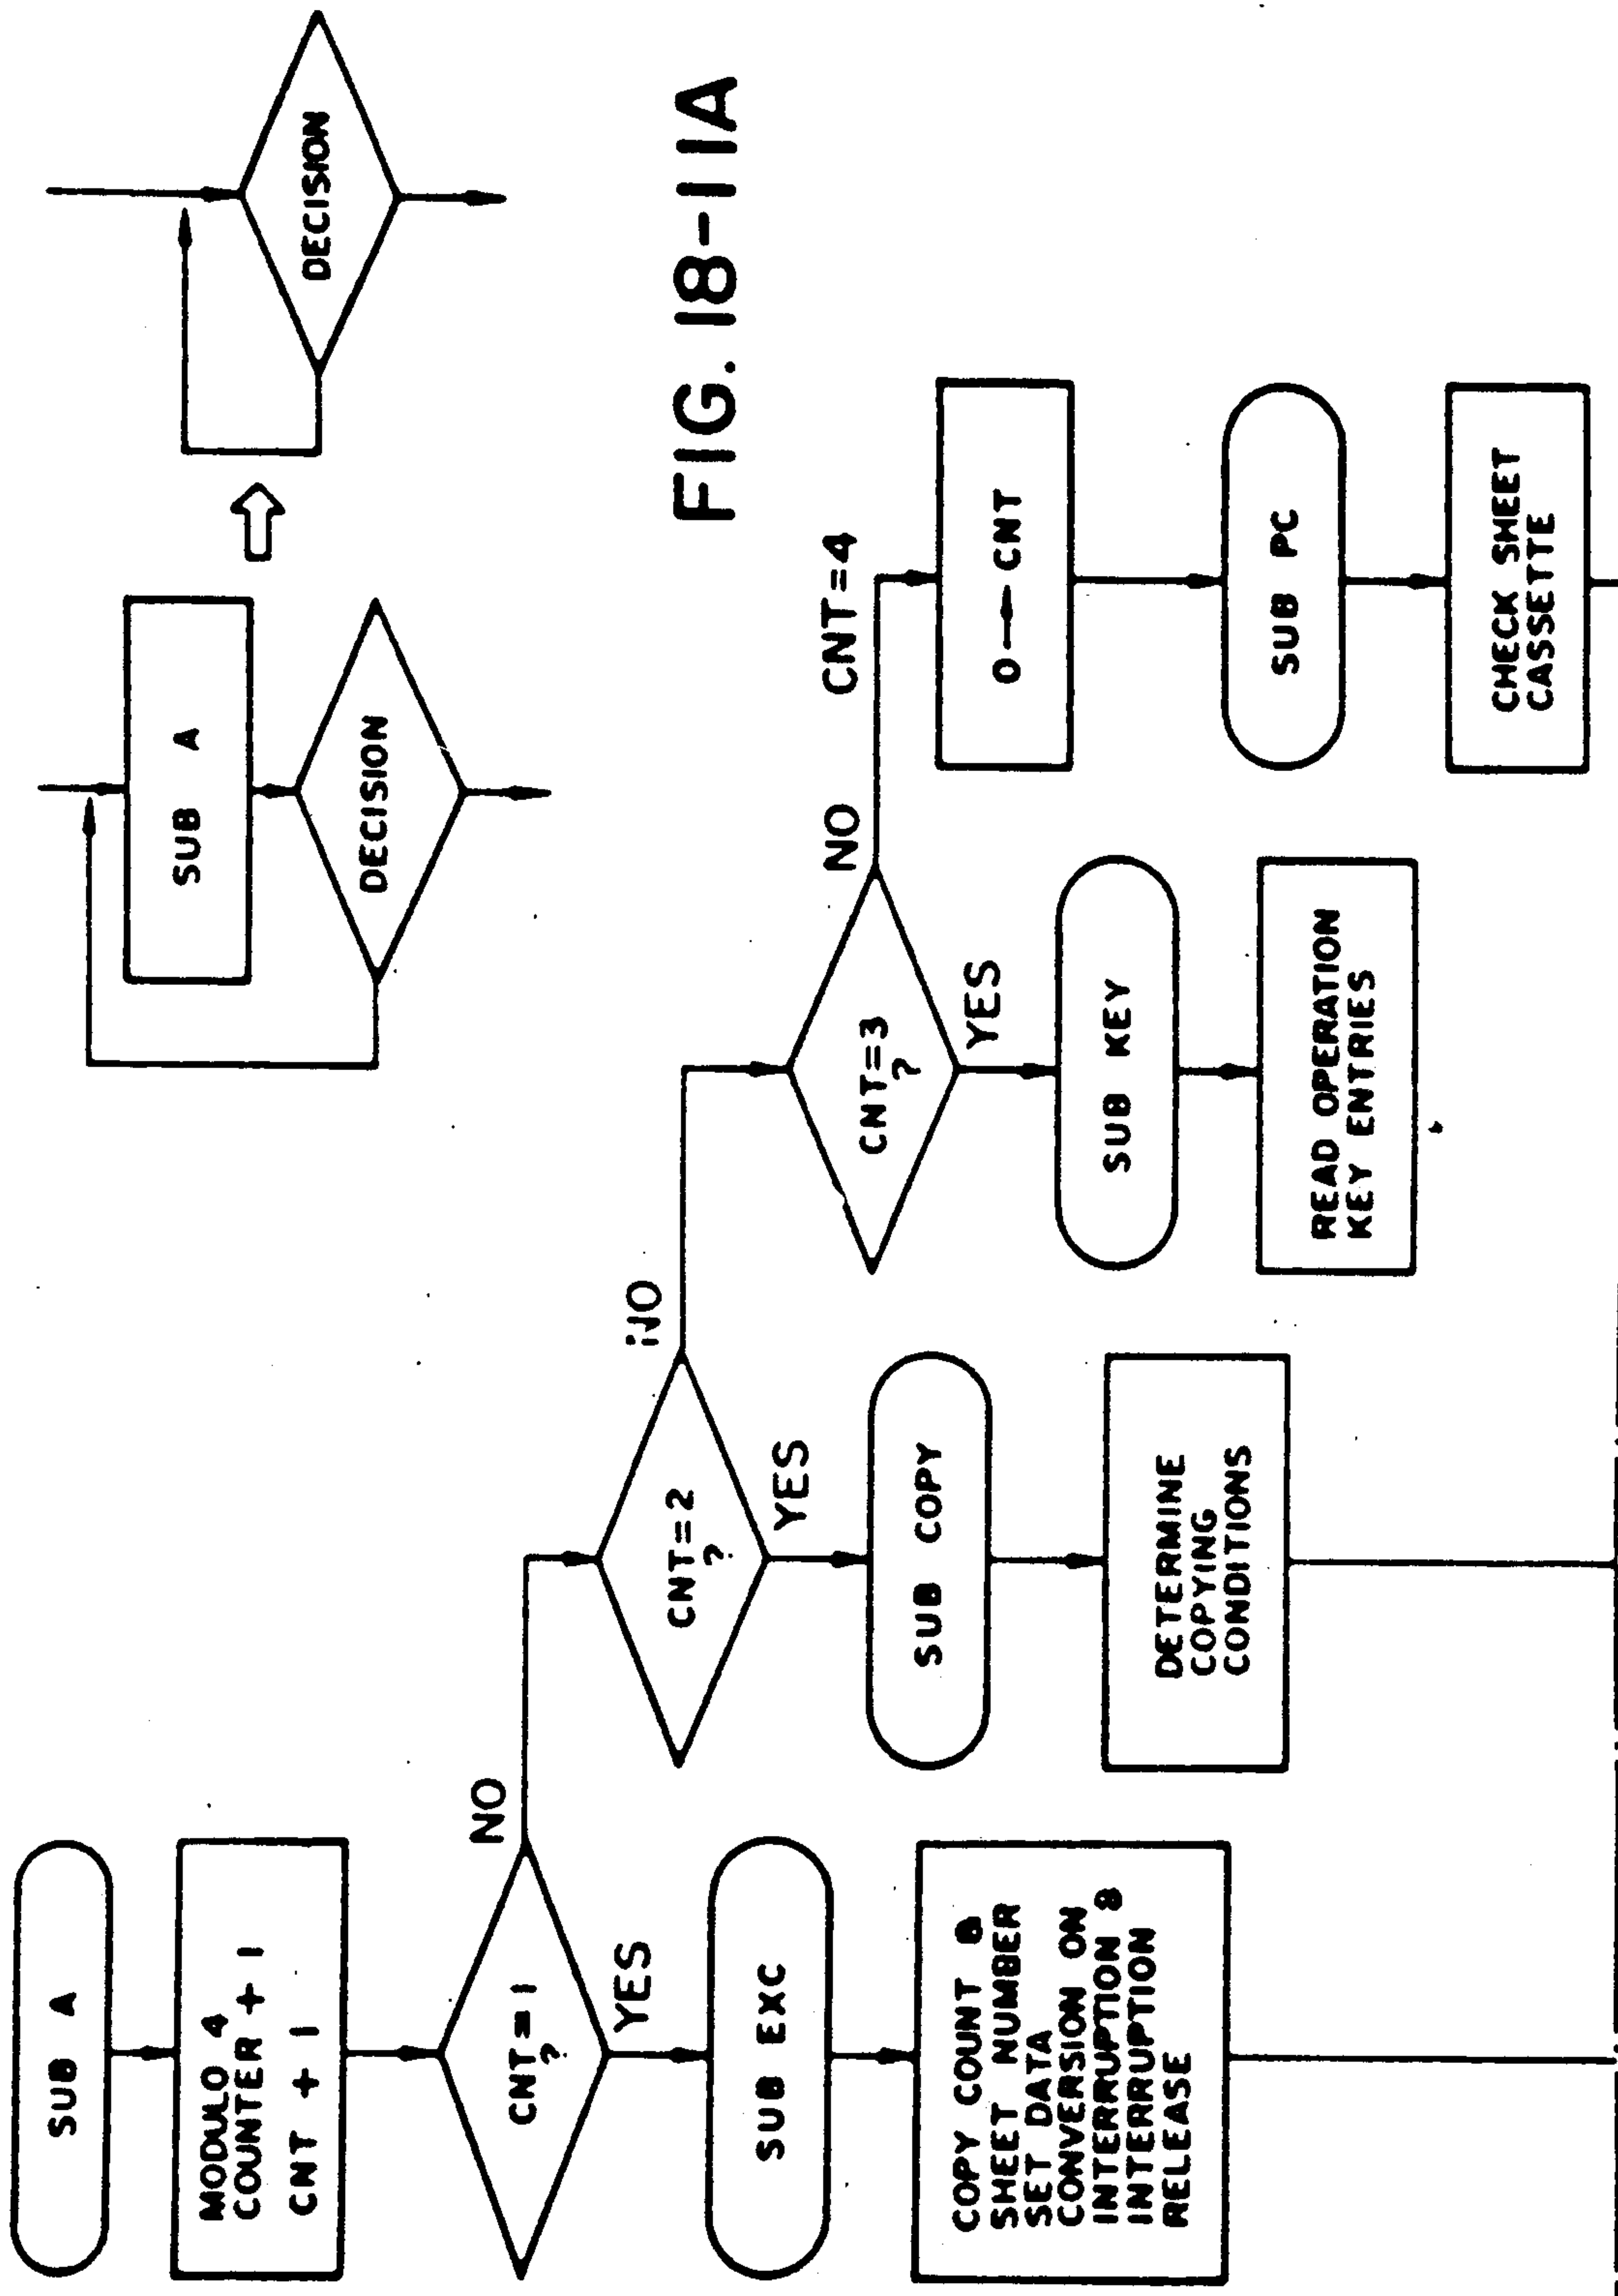 SUB A
MODULO 4
COUNTER + 1
CNT + 1
CNT=1
?
NO
YES
SUB EXC
COPY COUNT &
SHEET NUMBER
SET DATA
CONVERSION ON
INTERRUPTION &
INTERRUPTION
RELEASE
CNT=2
?
NO
YES
SUB COPY
DETERMINE
COPYING
CONDITIONS
CNT=3
?
NO
YES
SUB KEY
READ OPERATION
KEY ENTRIES
CNT=4
0→CNT
SUB PC
CHECK SHEET
CASSETTE
SUB A
DECISION
DECISION
FIG. 18-11A